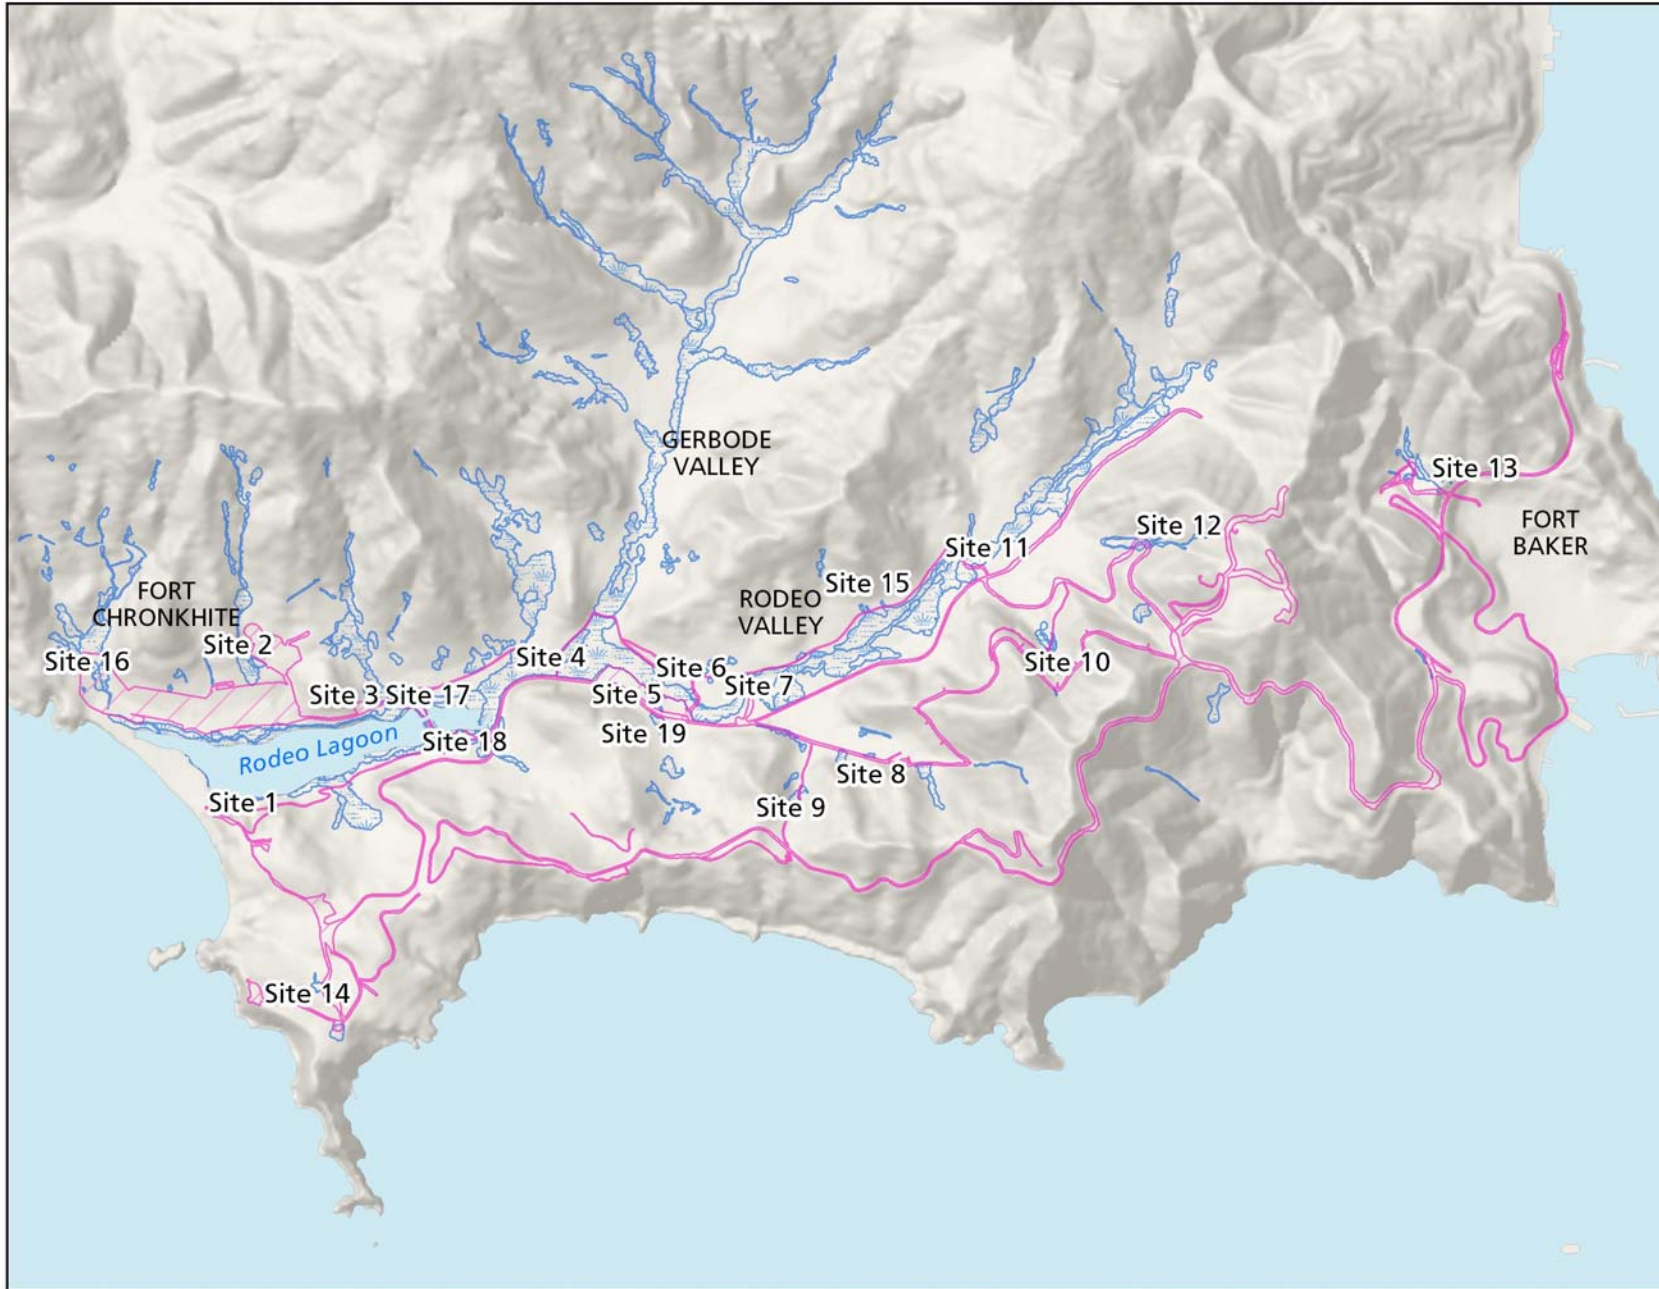 GERBODE
VALLEY
Site 13
FORT
BAKER
Site 12
Site 11
FORT
CHRONKHITE
Site 15
RODEO
VALLEY
Site 2
Site 16
Site 4
Site 6
Site 10
Site 3
Site 17
Site 5
Site 7
Site 19
Site 18
Rodeo Lagoon
Site 8
Site 1
Site 9
Site 14